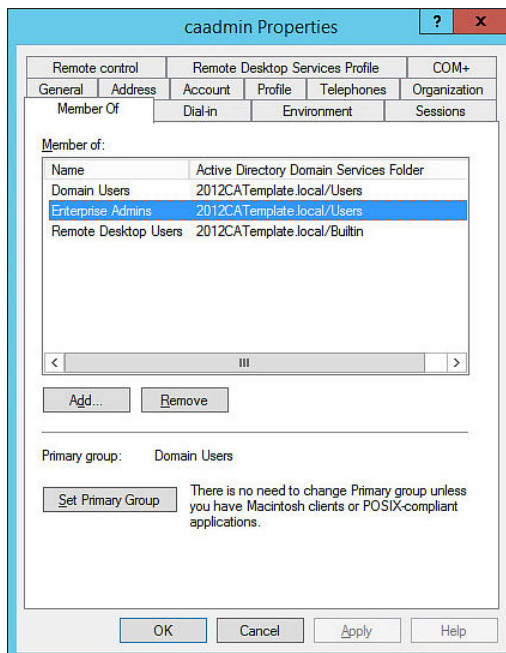 caadmin Properties
?
x
Remote control
Remote Desktop Services Profile
COM+
General
Address
Account
Profile
Telephones
Organization
Member Of
Dial-in
Environment
Sessions
Member of:
Name
Active Directory Domain Services Folder
Domain Users
2012CATemplate.local/Users
Enterprise Admins
2012CATemplate.local/Users
Remote Desktop Users
2012CATemplate.local/Builtin
Add...
Remove
Primary group:
Domain Users
Set Primary Group
There is no need to change Primary group unless
you have Macintosh clients or POSIX-compliant
applications.
OK
Cancel
Apply
Help